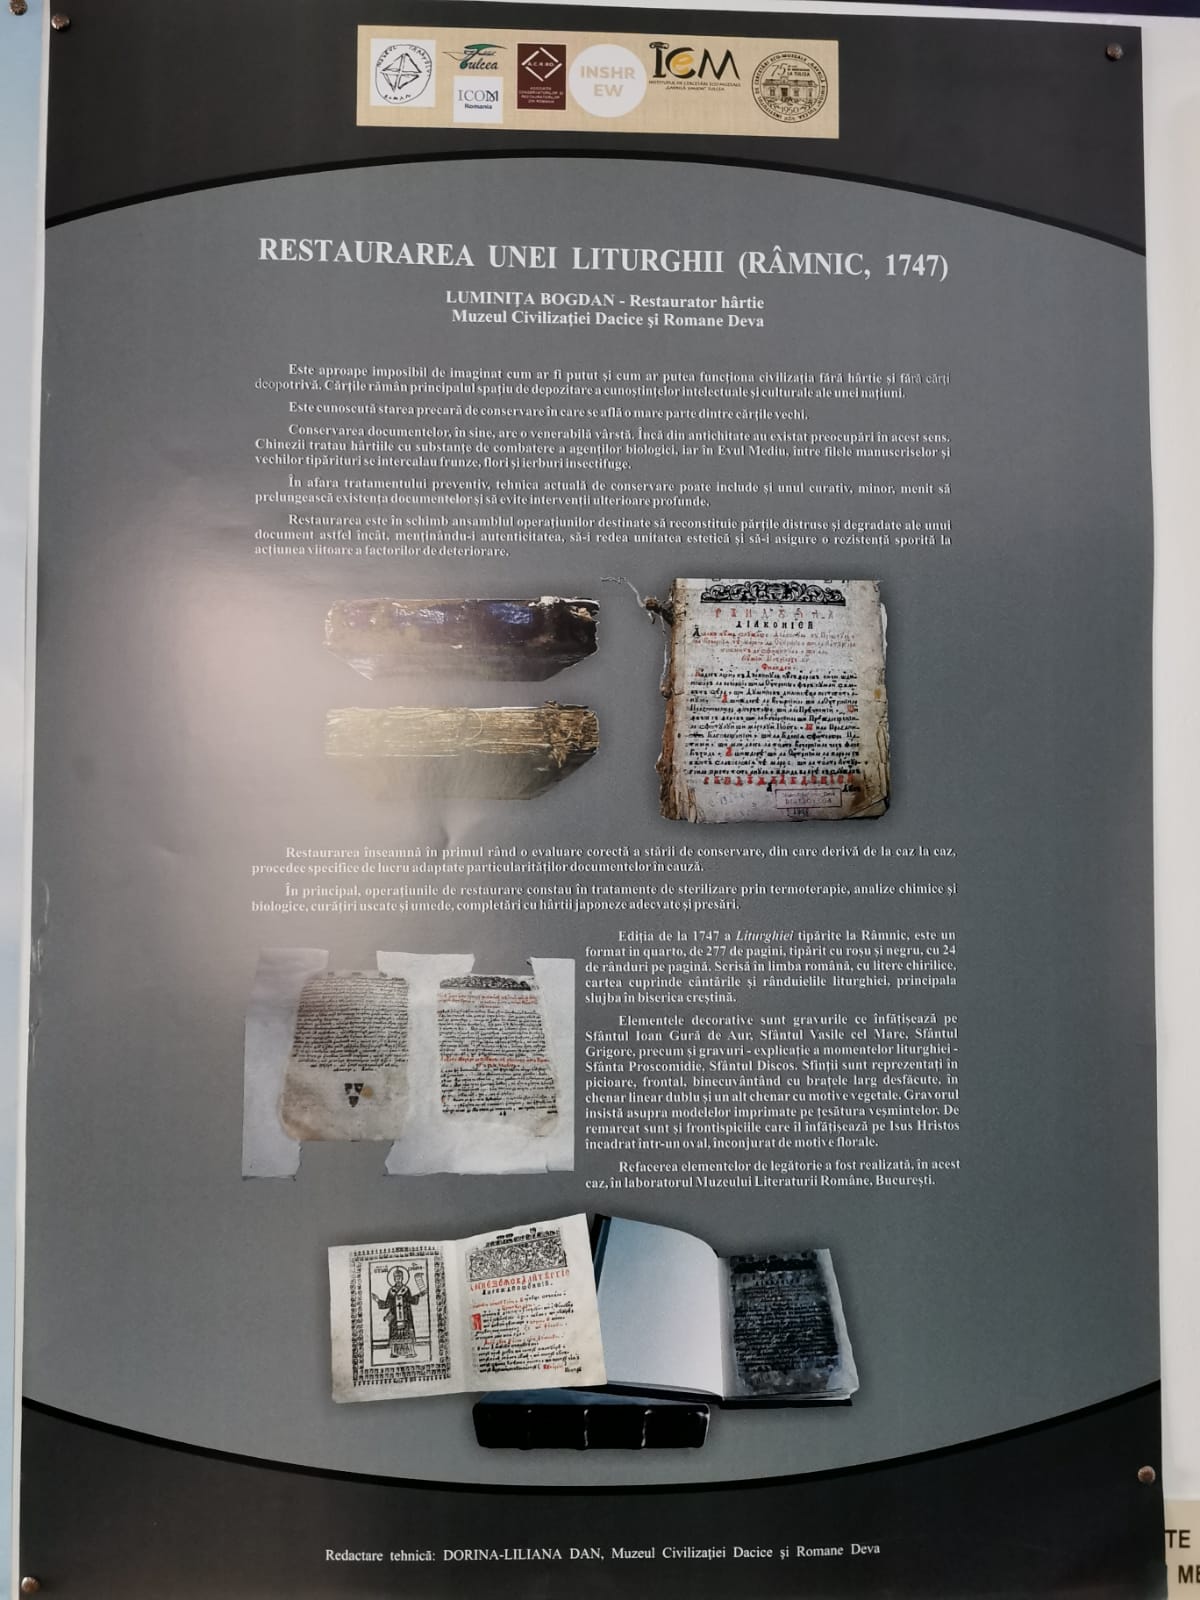 Tulcea
ICOM
Romania
A.C.R.RO.
INSHR
EW
ICEM
RESTAURAREA UNEI LITURGHII (RÂMNIC, 1747)
LUMINIȚA BOGDAN - Restaurator hârtie
Muzeul Civilizației Dacice și Romane Deva
Este aproape imposibil de imaginat cum ar fi putut și cum ar putea funcționa civilizația fără hârtie și fără cărți
deopotrivă. Cărțile rămân principalul spațiu de depozitare a cunoștințelor intelectuale și culturale ale unei națiuni.
Este cunoscută starea precară de conservare în care se află o mare parte dintre cărțile vechi.
Conservarea documentelor, în sine, are o venerabilă vârstă. Încă din antichitate au existat preocupări în acest sens.
Chinezii tratau hârtiile cu substanțe de combatere a agenților biologici, iar în Evul Mediu, între filele manuscriselor și
vechilor tipărituri se intercalau frunze, flori și ierburi insectifuge.
În afara tratamentului preventiv, tehnica actuală de conservare poate include și unul curativ, minor, menit să
prelungească existența documentelor și să evite intervenții ulterioare profunde.
Restaurarea este în schimb ansamblul operațiunilor destinate să reconstituie părțile distruse și degradate ale unui
document astfel încât, menținându-i autenticitatea, să-i redea unitatea estetică și să-i asigure o rezistență sporită la
acțiunea viitoare a factorilor de deteriorare.
Restaurarea înseamnă în primul rând o evaluare corectă a stării de conservare, din care derivă de la caz la caz,
procedee specifice de lucru adaptate particularităților documentelor în cauză.
În principal, operațiunile de restaurare constau în tratamente de sterilizare prin termoterapie, analize chimice și
biologice, curățiri uscate și umede, completări cu hârtii japoneze adecvate și presări.
Ediția de la 1747 a Liturghiei tipărite la Râmnic, este un
format in quarto, de 277 de pagini, tipărit cu roșu și negru, cu 24
de rânduri pe pagină. Scrisă în limba română, cu litere chirilice,
cartea cuprinde cântările și rânduielile liturghiei, principala
slujba în biserica creștină.
Elementele decorative sunt gravurile ce înfățișează pe
Sfântul Ioan Gură de Aur, Sfântul Vasile cel Mare, Sfântul
Grigore, precum și gravuri - explicație a momentelor liturghiei -
Sfânta Proscomidie, Sfântul Discos. Sfinții sunt reprezentați în
picioare, frontal, binecuvântând cu brațele larg desfăcute, în
chenar linear dublu și un alt chenar cu motive vegetale. Gravorul
insistă asupra modelelor imprimate pe țesătura veșmintelor. De
remarcat sunt și frontispiciile care îl înfățișează pe Isus Hristos
încadrat într-un oval, înconjurat de motive florale.
Refacerea elementelor de legătorie a fost realizată, în acest
caz, în laboratorul Muzeului Literaturii Române, București.
Redactare tehnică: DORINA-LILIANA DAN, Muzeul Civilizației Dacice și Romane Deva
TE
ME